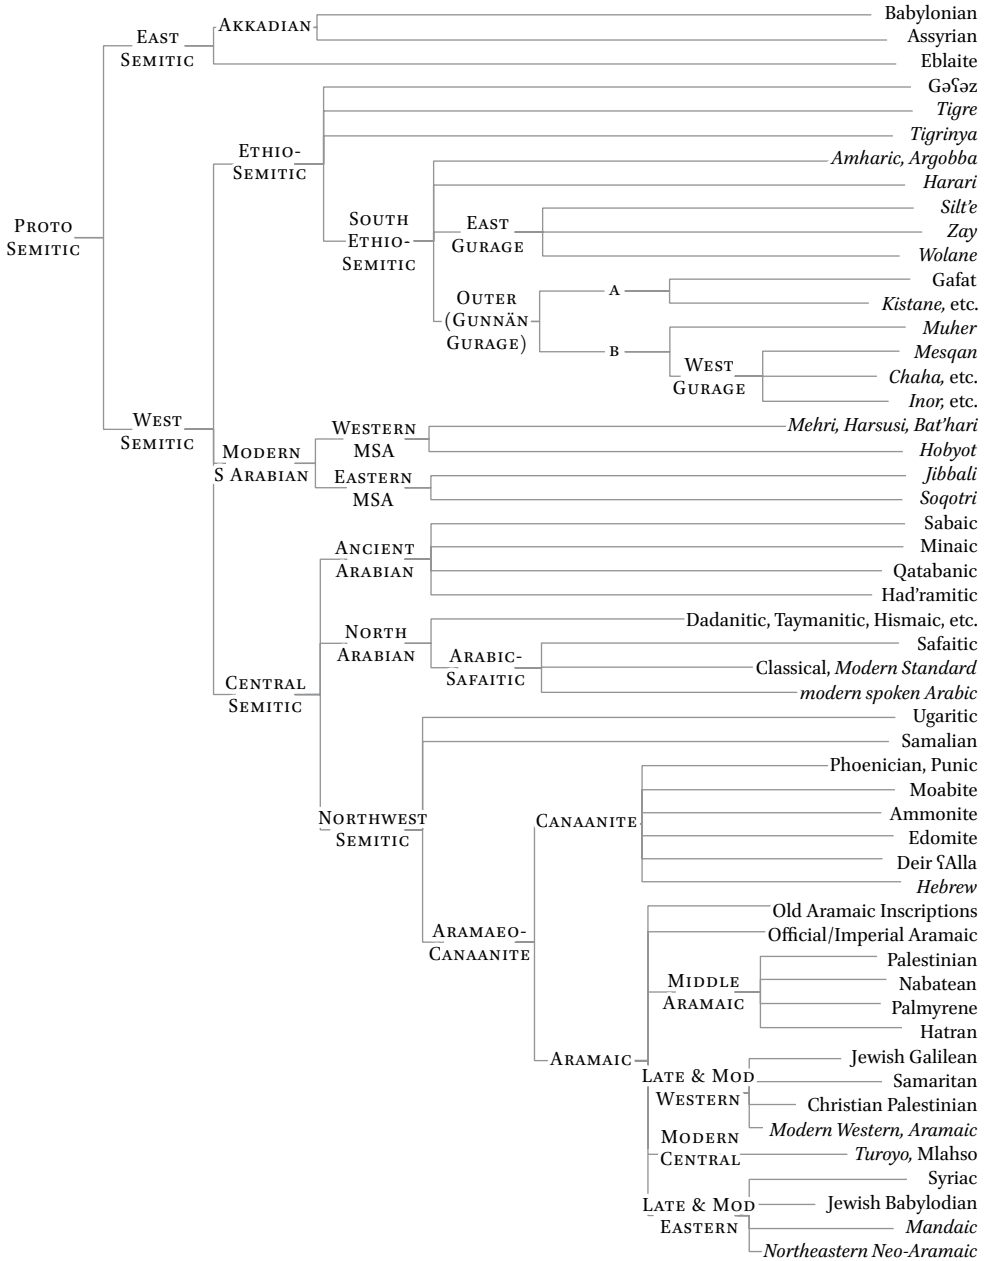 Babylonian
AKKADIAN
Assyrian
EAST
SEMITIC
Eblaite
Gəʕəz
Tigre
Tigrinya
ETHIO-
SEMITIC
Amharic, Argobba
Harari
Silt'e
SOUTH
ETHIO-
SEMITIC
EAST
GURAGE
Zay
Wolane
PROTO
SEMITIC
Gafat
A
OUTER
(GUNNÄN
GURAGE)
Kistane, etc.
Muher
B
Mesqan
WEST
GURAGE
Chaha, etc.
Inor, etc.
WEST
SEMITIC
Mehri, Harsusi, Bat'hari
WESTERN
MSA
Hobyot
MODERN
S ARABIAN
Jibbali
EASTERN
MSA
Soqotri
Sabaic
Minaic
ANCIENT
ARABIAN
Qatabanic
Had'ramitic
Dadanitic, Taymanitic, Hismaic, etc.
NORTH
ARABIAN
Safaitic
ARABIC-
SAFAITIC
Classical, Modern Standard
modern spoken Arabic
CENTRAL
SEMITIC
Ugaritic
Samalian
Phoenician, Punic
Moabite
Ammonite
NORTHWEST
SEMITIC
CANAANITE
Edomite
Deir ʕAlla
Hebrew
Old Aramaic Inscriptions
Official/Imperial Aramaic
ARAMAEO-
CANAANITE
Palestinian
Nabatean
MIDDLE
ARAMAIC
Palmyrene
Hatran
ARAMAIC
Jewish Galilean
LATE & MOD
WESTERN
Samaritan
Christian Palestinian
Modern Western, Aramaic
MODERN
CENTRAL
Turoyo, Mlahso
Syriac
LATE & MOD
EASTERN
Jewish Babylodian
Mandaic
Northeastern Neo-Aramaic